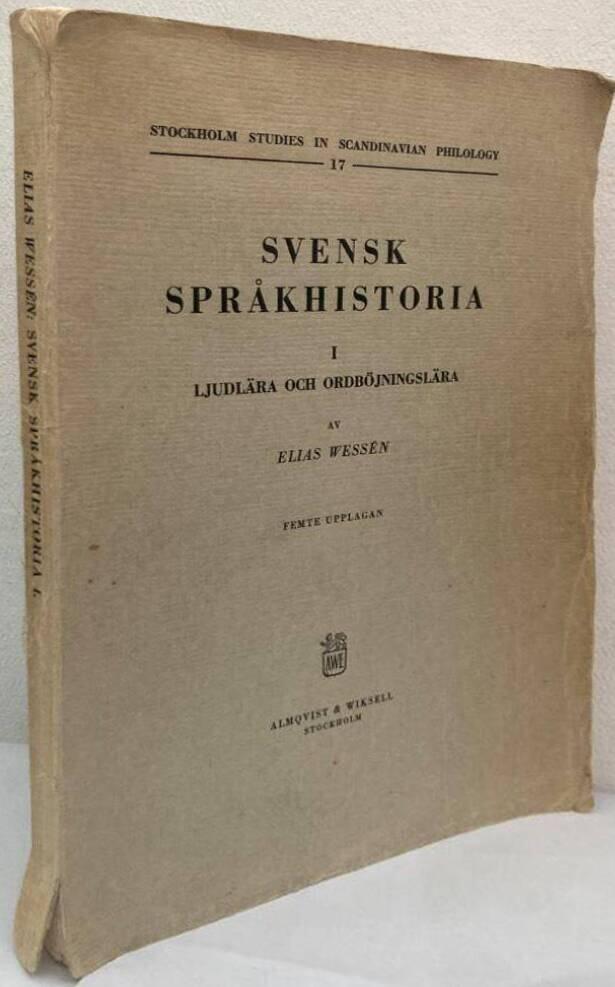 STOCKHOLM STUDIES IN SCANDINAVIAN PHILOLOGY
17
SVENSK
SPRÅKHISTORIA
I
LJUDLÄRA OCH ORDBÖJNINGSLÄRA
AV
ELIAS WESSÉN
FEMTE UPPLAGAN
AWE
ALMQVIST & WIKSELL
STOCKHOLM
ELIAS WESSÉN: SVENSK SPRÅKHISTORIA I.